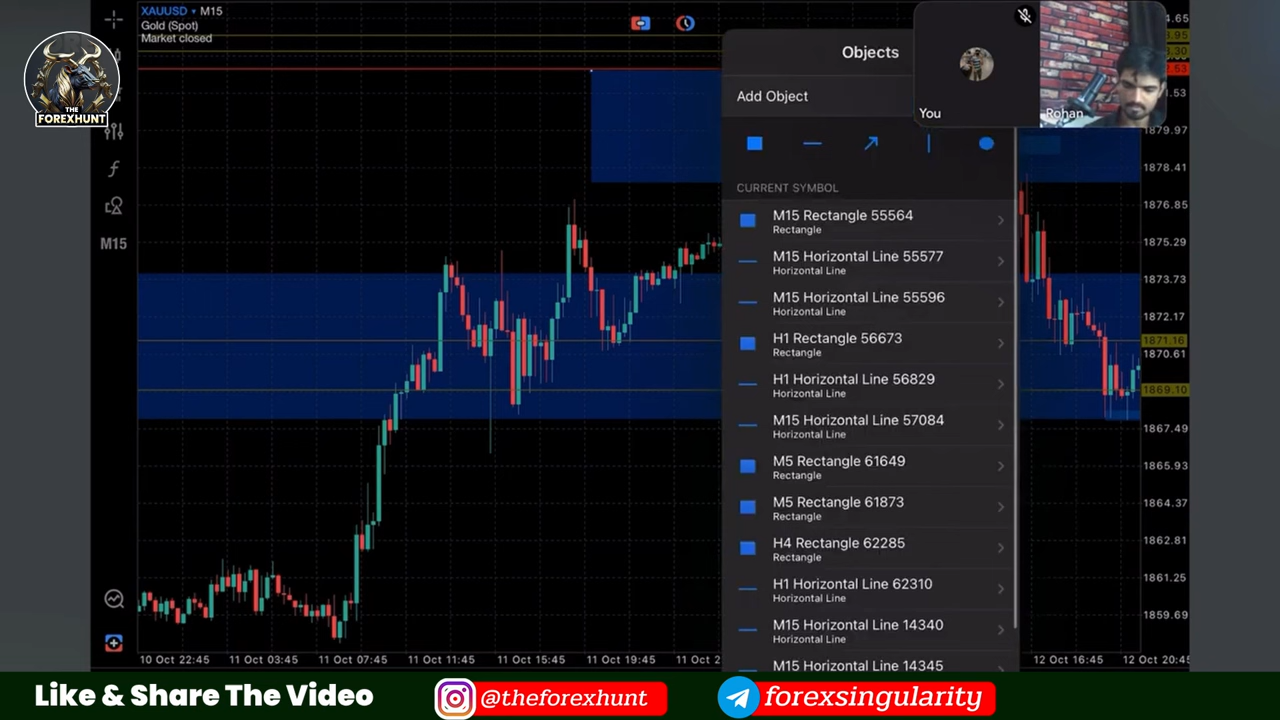 XAUUSD M15
Gold (Spot)
Market closed
THE
FOREXHUNT
f
M15
Objects
Add Object
CURRENT SYMBOL
M15 Rectangle 55564
Rectangle
M15 Horizontal Line 55577
Horizontal Line
M15 Horizontal Line 55596
Horizontal Line
H1 Rectangle 56673
Rectangle
H1 Horizontal Line 56829
Horizontal Line
M15 Horizontal Line 57084
Horizontal Line
M5 Rectangle 61649
Rectangle
M5 Rectangle 61873
Rectangle
H4 Rectangle 62285
Rectangle
H1 Horizontal Line 62310
Horizontal Line
M15 Horizontal Line 14340
Horizontal Line
M15 Horizontal Line 14345
You
Rohan
1879.97
1878.41
1876.85
1875.29
1873.73
1872.17
1871.16
1870.61
1869.10
1867.49
1865.93
1864.37
1862.81
1861.25
1859.69
10 Oct 22:45
11 Oct 03:45
11 Oct 07:45
11 Oct 11:45
11 Oct 15:45
11 Oct 19:45
11 Oct 2
12 Oct 16:45
12 Oct 20:45
Like & Share The Video
@theforexhunt
forexsingularity